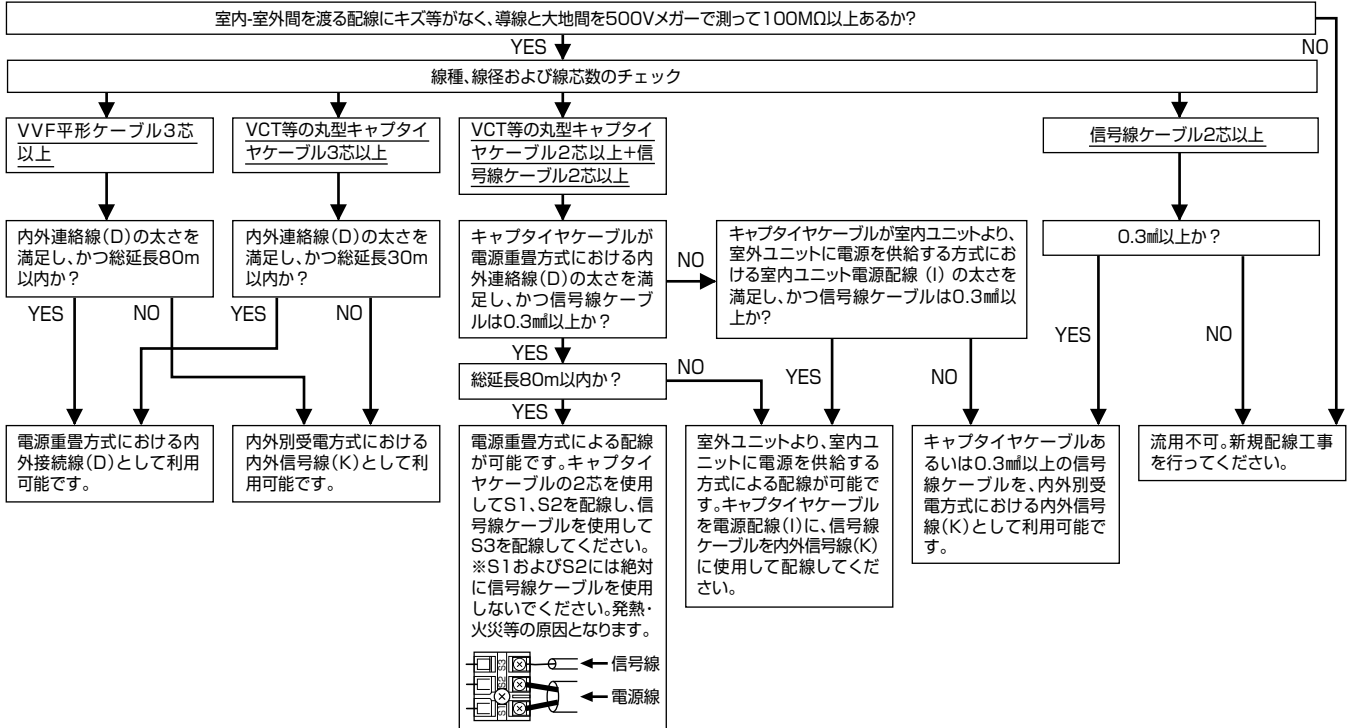 室内-室外間を渡る配線にキズ等がなく、導線と大地間を500Vメガーで測って100MΩ以上あるか?
YES
NO
線種、線径および線芯数のチェック
VVF平形ケーブル3芯
以上
VCT等の丸型キャプタイ
ヤケーブル3芯以上
VCT等の丸型キャプタイ
ヤケーブル2芯以上+信
号線ケーブル2芯以上
信号線ケーブル2芯以上
内外連絡線(D)の太さを
満足し、かつ総延長80m
以内か?
内外連絡線(D)の太さを
満足し、かつ総延長30m
以内か?
キャプタイヤケーブルが
電源重畳方式における内
外連絡線(D)の太さを満
足し、かつ信号線ケーブ
ルは0.3㎟以上か?
NO
キャプタイヤケーブルが室内ユニットより、
室外ユニットに電源を供給する方式にお
ける室内ユニット電源配線(I)の太さを
満足し、かつ信号線ケーブルは0.3㎟以
上か?
0.3㎟以上か?
YES
NO
YES
NO
YES
総延長80m以内か?
NO
YES
YES
NO
YES
NO
電源重畳方式における内
外接続線(D)として利用
可能です。
内外別受電方式における
内外信号線(K)として利
用可能です。
電源重畳方式による配線
が可能です。キャプタイ
ヤケーブルの2芯を使用
してS1、S2を配線し、信
号線ケーブルを使用して
S3を配線してください。
※S1およびS2には絶対
に信号線ケーブルを使用
しないでください。発熱・
火災等の原因となります。
S3
S2
S1
信号線
電源線
室外ユニットより、室内ユ
ニットに電源を供給する
方式による配線が可能で
す。キャプタイヤケーブル
を電源配線(I)に、信号線
ケーブルを内外信号線(K)
に使用して配線してくだ
さい。
キャプタイヤケーブルあ
るいは0.3㎟以上の信号
線ケーブルを、内外別受
電方式における内外信号
線(K)として利用可能で
す。
流用不可。新規配線工事
を行ってください。